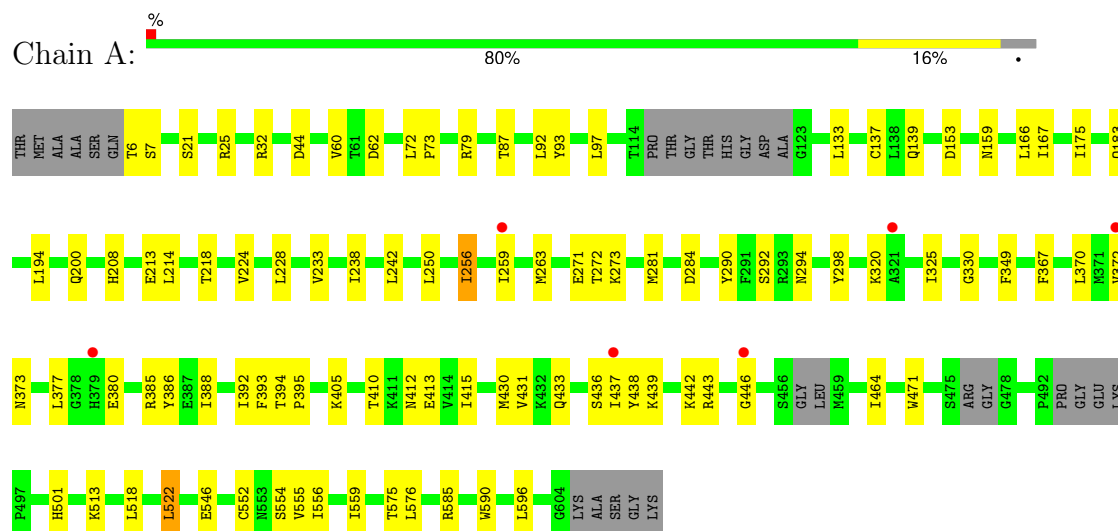 %
Chain A:
80% 16% •
THR MET ALA ALA SER GLN T6 S7 S21 R25 R32 D44 V60 T61 D62 L72 P73 R79 T87 L92 Y93 L97 T114 PRO THR GLY THR HIS GLY ASP ALA G123 L133 C137 L138 Q139 D153 N159 L166 I167 I175
L194 Q200 H208 E213 L214 T218 V224 L228 V233 I238 L242 L250 I256 I259 M263 E271 T272 K273 M281 D284 Y290 F291 S292 R293 N294 Y298 K320 A321 I325 G330 F349 F367 L370 M371
N373 L377 G378 H379 E380 R385 Y386 E387 I388 I392 F393 T394 P395 K405 T410 K411 N412 E413 V414 I415 M430 V431 K432 Q433 S436 I437 Y438 K439 K442 R443 G446 S456 GLY LEU M459 I464 W471 S475 ARG GLY G478 P492 PRO GLY GLU LYS
P497 H501 K513 L518 L522 E546 C552 N553 S554 V555 I556 I559 T575 L576 R585 W590 L596 G604 LYS ALA SER GLY LYS